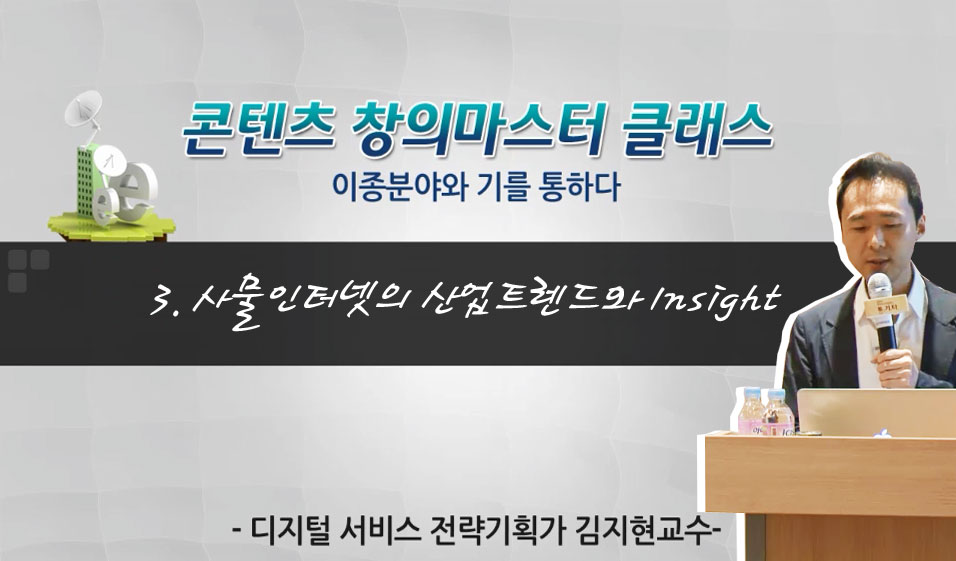 콘텐츠 창의마스터 클래스
이종분야와 기를 통하다
3. 사물인터넷의 산업트렌드와 Insight
- 디지털 서비스 전략기획가 김지현교수-